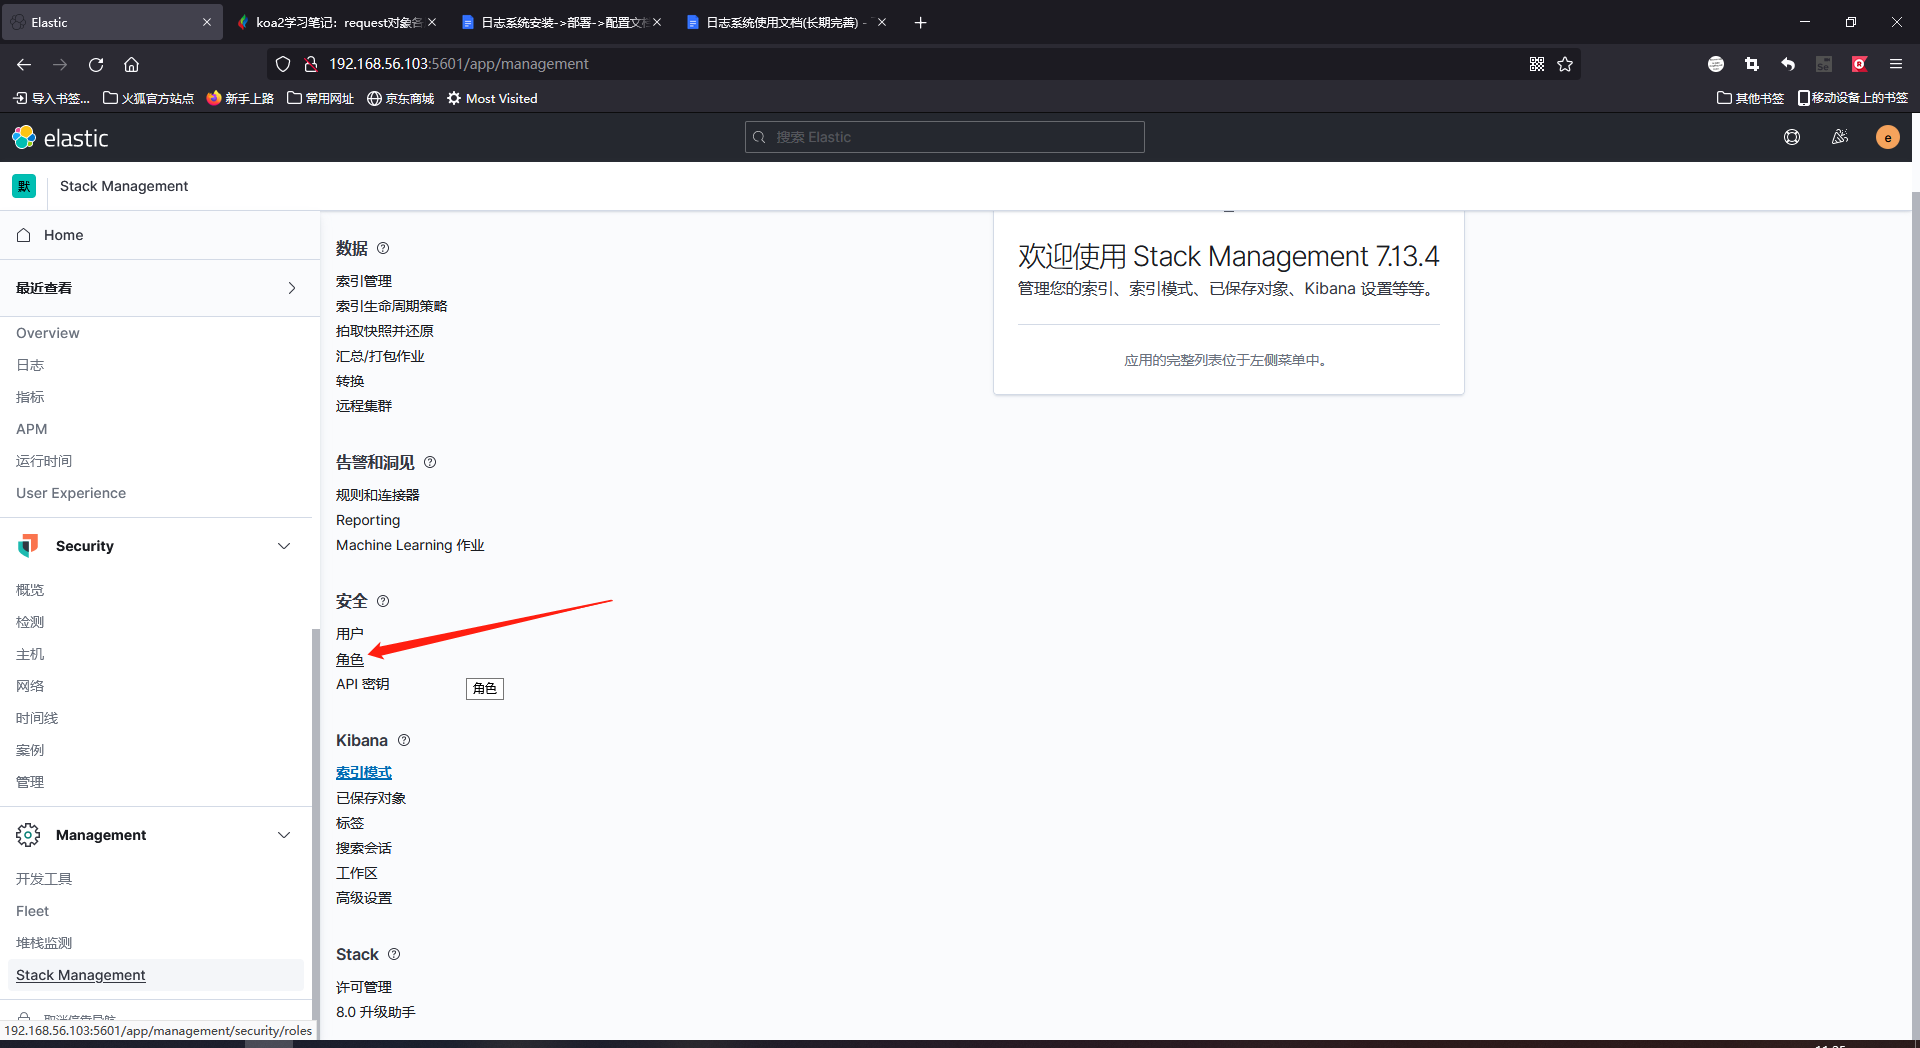 Elastic
koa2学习笔记：request对象各
日志系统安装->部署->配置文
日志系统使用文档(长期完善) -
192.168.56.103:5601/app/management
导入书签...
火狐官方站点
新手上路
常用网址
京东商城
Most Visited
其他书签
移动设备上的书签
elastic
搜索 Elastic
e
默
Stack Management
Home
最近查看
Overview
日志
指标
APM
运行时间
User Experience
Security
概览
检测
主机
网络
时间线
案例
管理
Management
开发工具
Fleet
堆栈监测
Stack Management
192.168.56.103:5601/app/management/security/roles
数据
索引管理
索引生命周期策略
拍取快照并还原
汇总/打包作业
转换
远程集群
告警和洞见
规则和连接器
Reporting
Machine Learning 作业
安全
用户
角色
API 密钥
角色
Kibana
索引模式
已保存对象
标签
搜索会话
工作区
高级设置
Stack
许可管理
8.0 升级助手
欢迎使用 Stack Management 7.13.4
管理您的索引、索引模式、已保存对象、Kibana 设置等等。
应用的完整列表位于左侧菜单中。